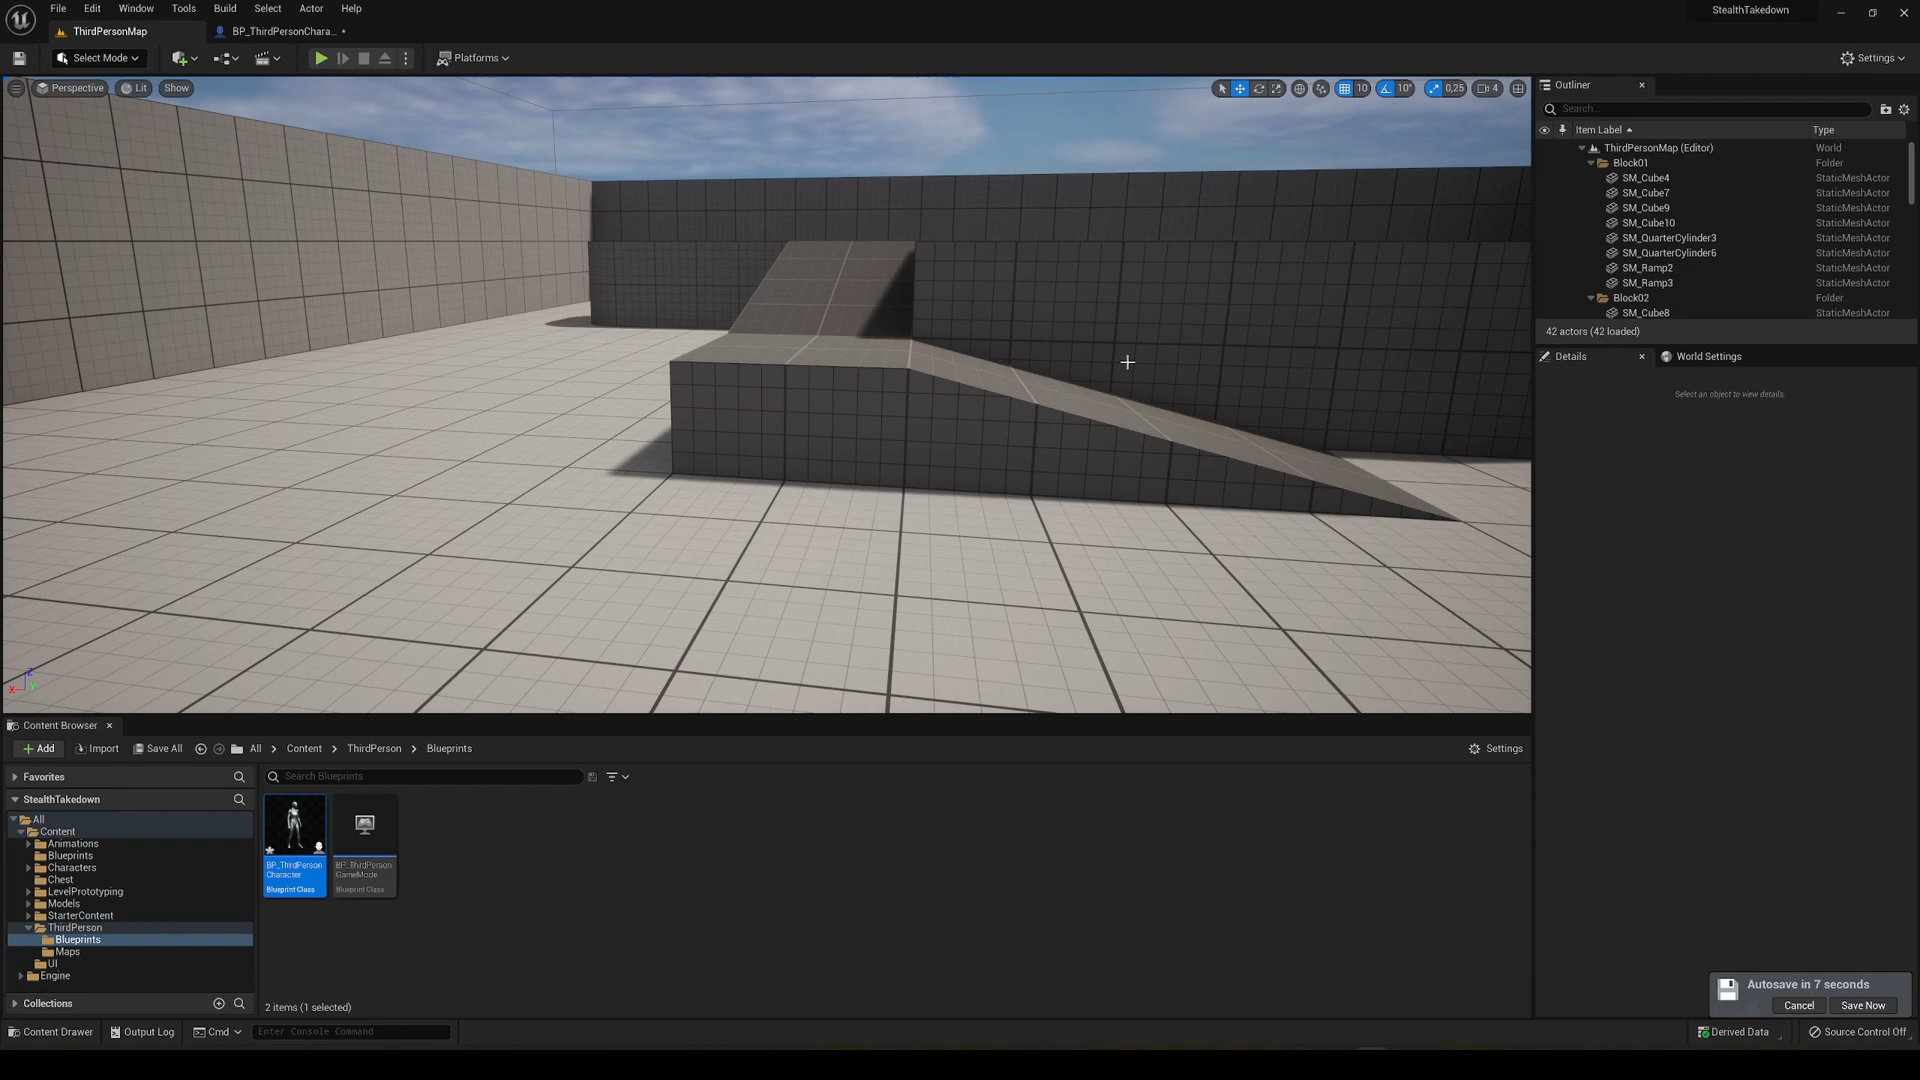 File Edit Window Tools Build Select Actor Help
StealthTakedown
ThirdPersonMap
BP_ThirdPersonChara... •
Select Mode
Platforms
Settings
Perspective
Lit
Show
10
10°
0,25
4
Outliner
Search...
Item Label
Type
ThirdPersonMap (Editor) World
Block01 Folder
SM_Cube4 StaticMeshActor
SM_Cube7 StaticMeshActor
SM_Cube9 StaticMeshActor
SM_Cube10 StaticMeshActor
SM_QuarterCylinder3 StaticMeshActor
SM_QuarterCylinder6 StaticMeshActor
SM_Ramp2 StaticMeshActor
SM_Ramp3 StaticMeshActor
Block02 Folder
SM_Cube8 StaticMeshActor
42 actors (42 loaded)
Details
World Settings
Select an object to view details.
Z
X
Y
Content Browser
Add
Import
Save All
All > Content > ThirdPerson > Blueprints
Settings
Favorites
Search Blueprints
StealthTakedown
All
Content
Animations
Blueprints
Characters
Chest
LevelPrototyping
Models
StarterContent
ThirdPerson
Blueprints
Maps
UI
Engine
Collections
BP_ThirdPerson
Character
Blueprint Class
BP_ThirdPerson
GameMode
Blueprint Class
2 items (1 selected)
Autosave in 7 seconds
Cancel
Save Now
Content Drawer
Output Log
Cmd
Enter Console Command
Derived Data
Source Control Off